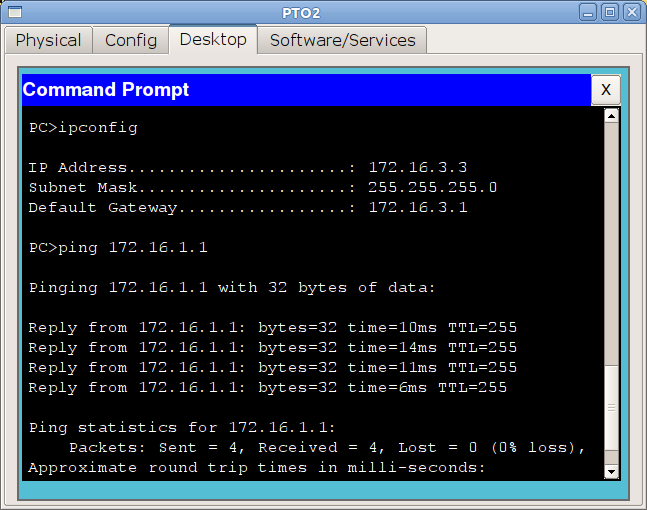 PTO2
Physical Config Desktop Software/Services
Command Prompt X
PC>ipconfig
IP Address......................: 172.16.3.3
Subnet Mask.....................: 255.255.255.0
Default Gateway.................: 172.16.3.1
PC>ping 172.16.1.1
Pinging 172.16.1.1 with 32 bytes of data:
Reply from 172.16.1.1: bytes=32 time=10ms TTL=255
Reply from 172.16.1.1: bytes=32 time=14ms TTL=255
Reply from 172.16.1.1: bytes=32 time=11ms TTL=255
Reply from 172.16.1.1: bytes=32 time=6ms TTL=255
Ping statistics for 172.16.1.1:
Packets: Sent = 4, Received = 4, Lost = 0 (0% loss),
Approximate round trip times in milli-seconds: